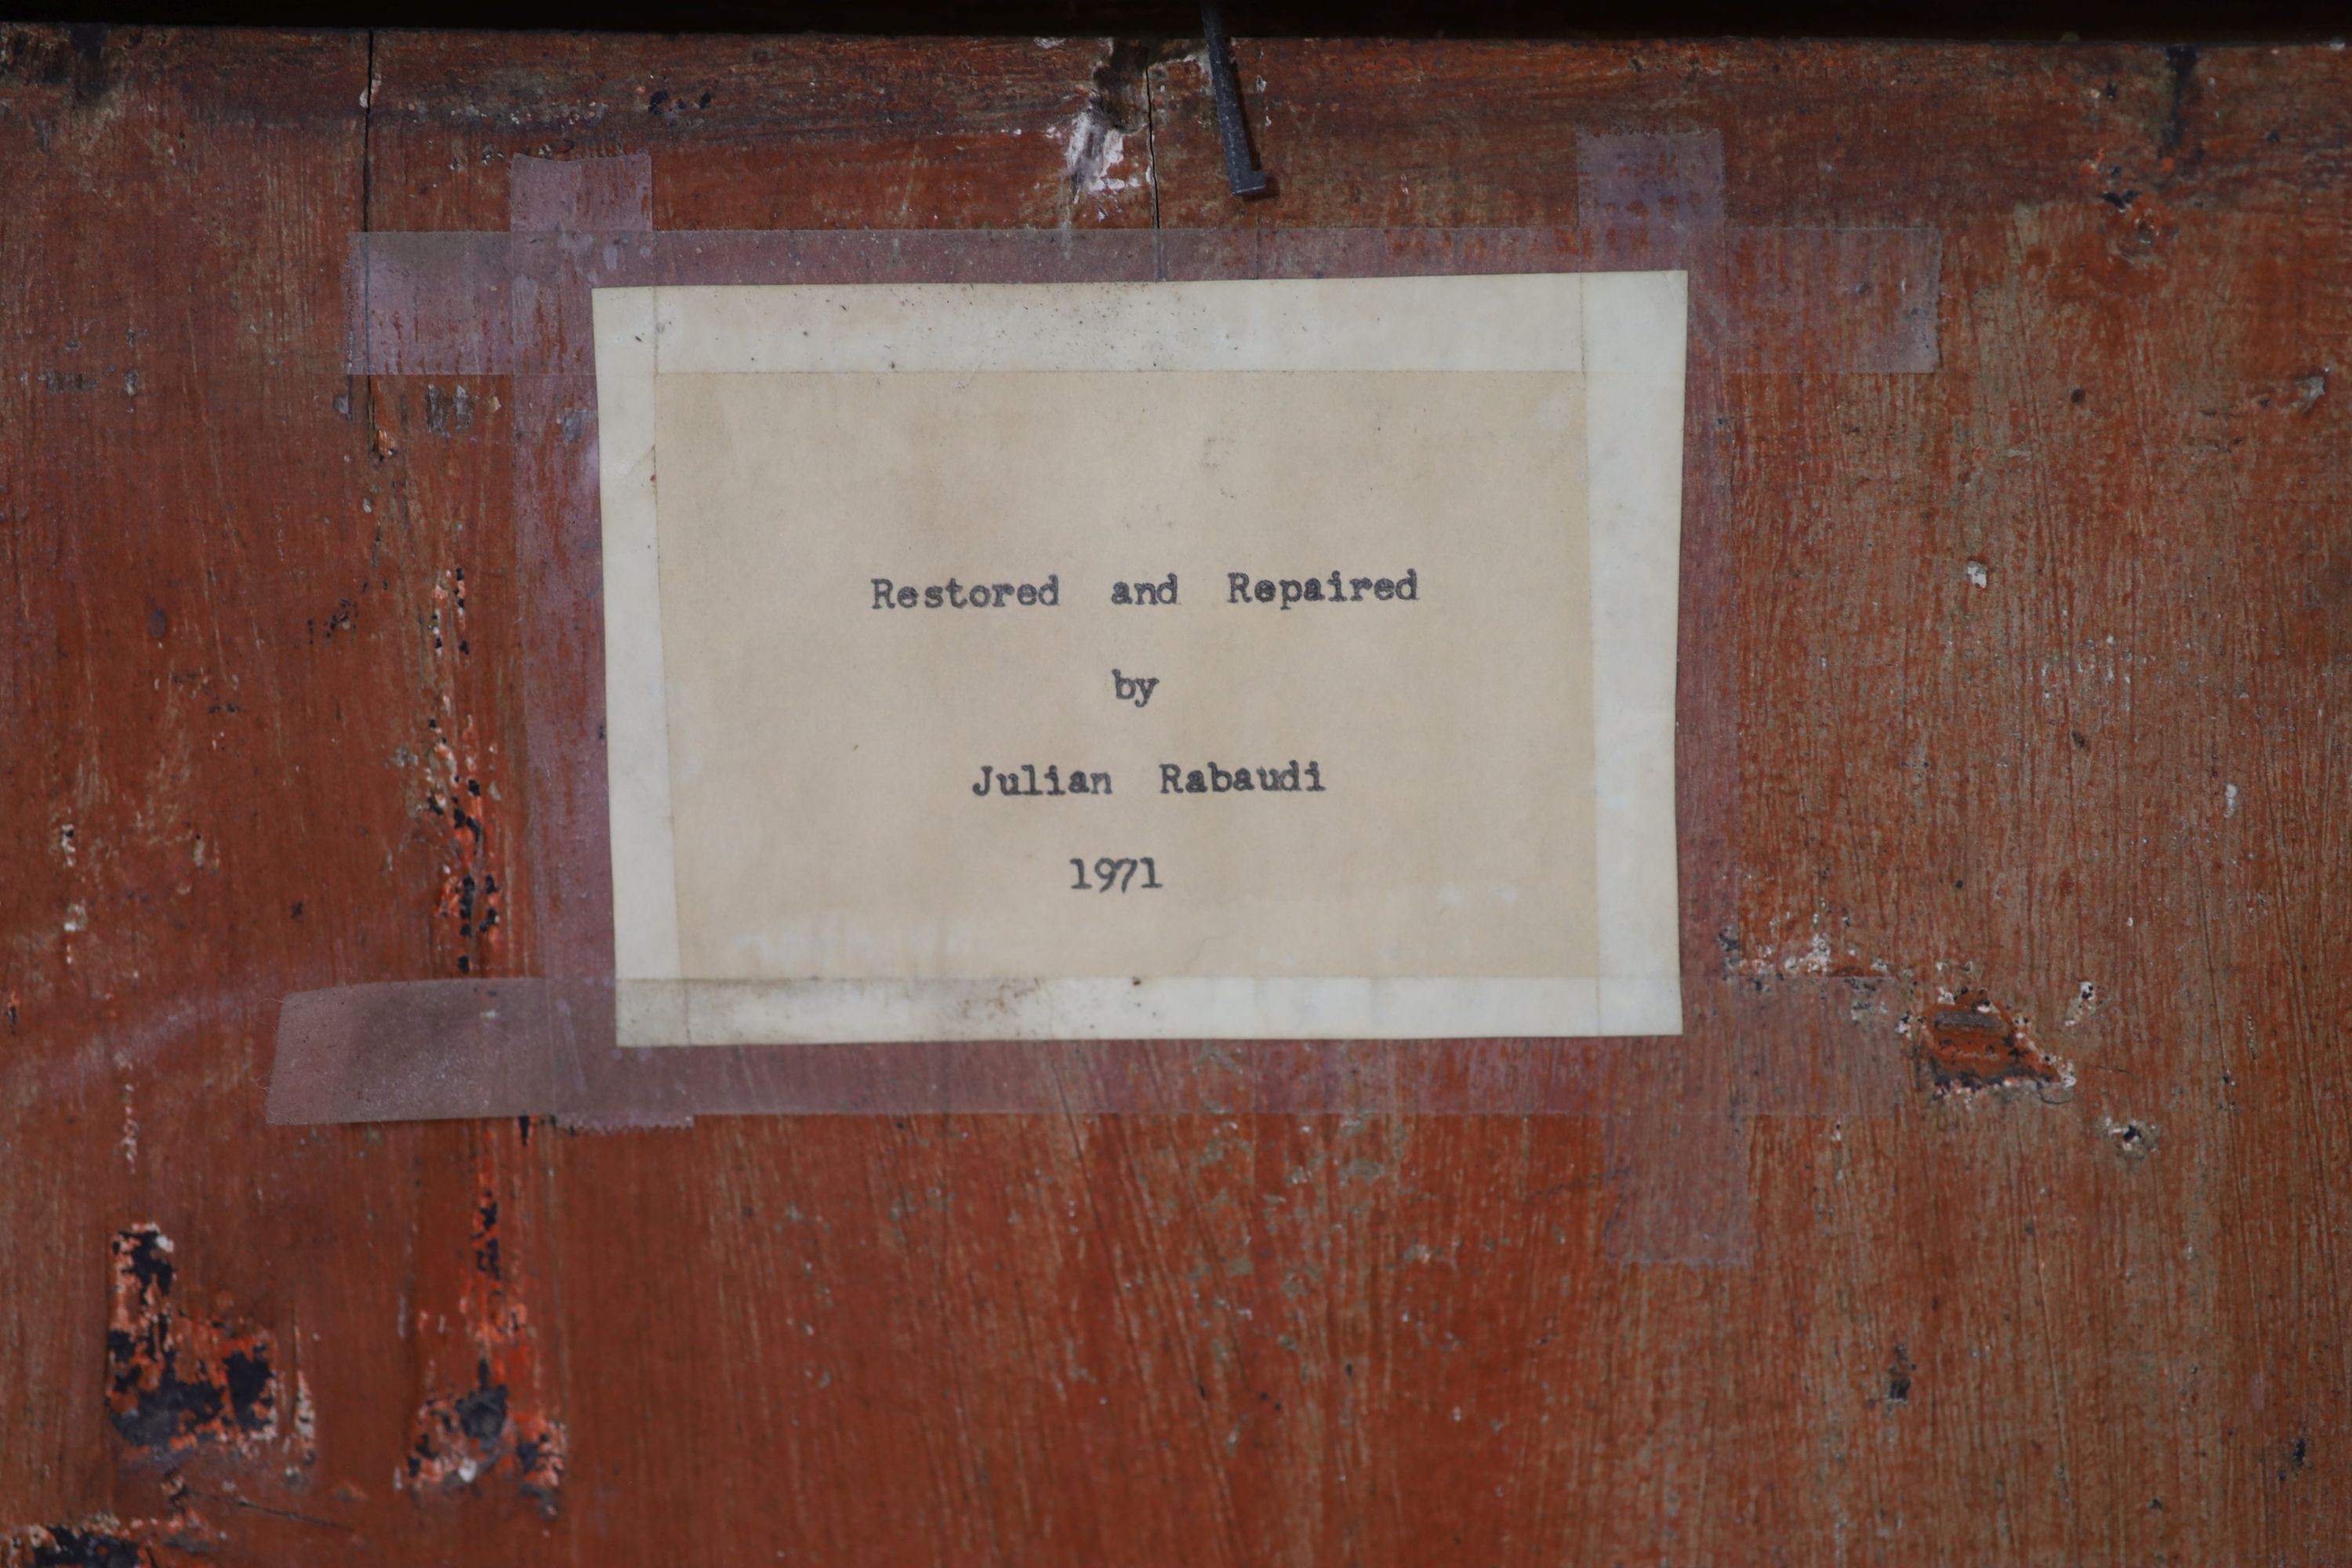 Restored and Repaired
by
Julian Rabaudi
1971